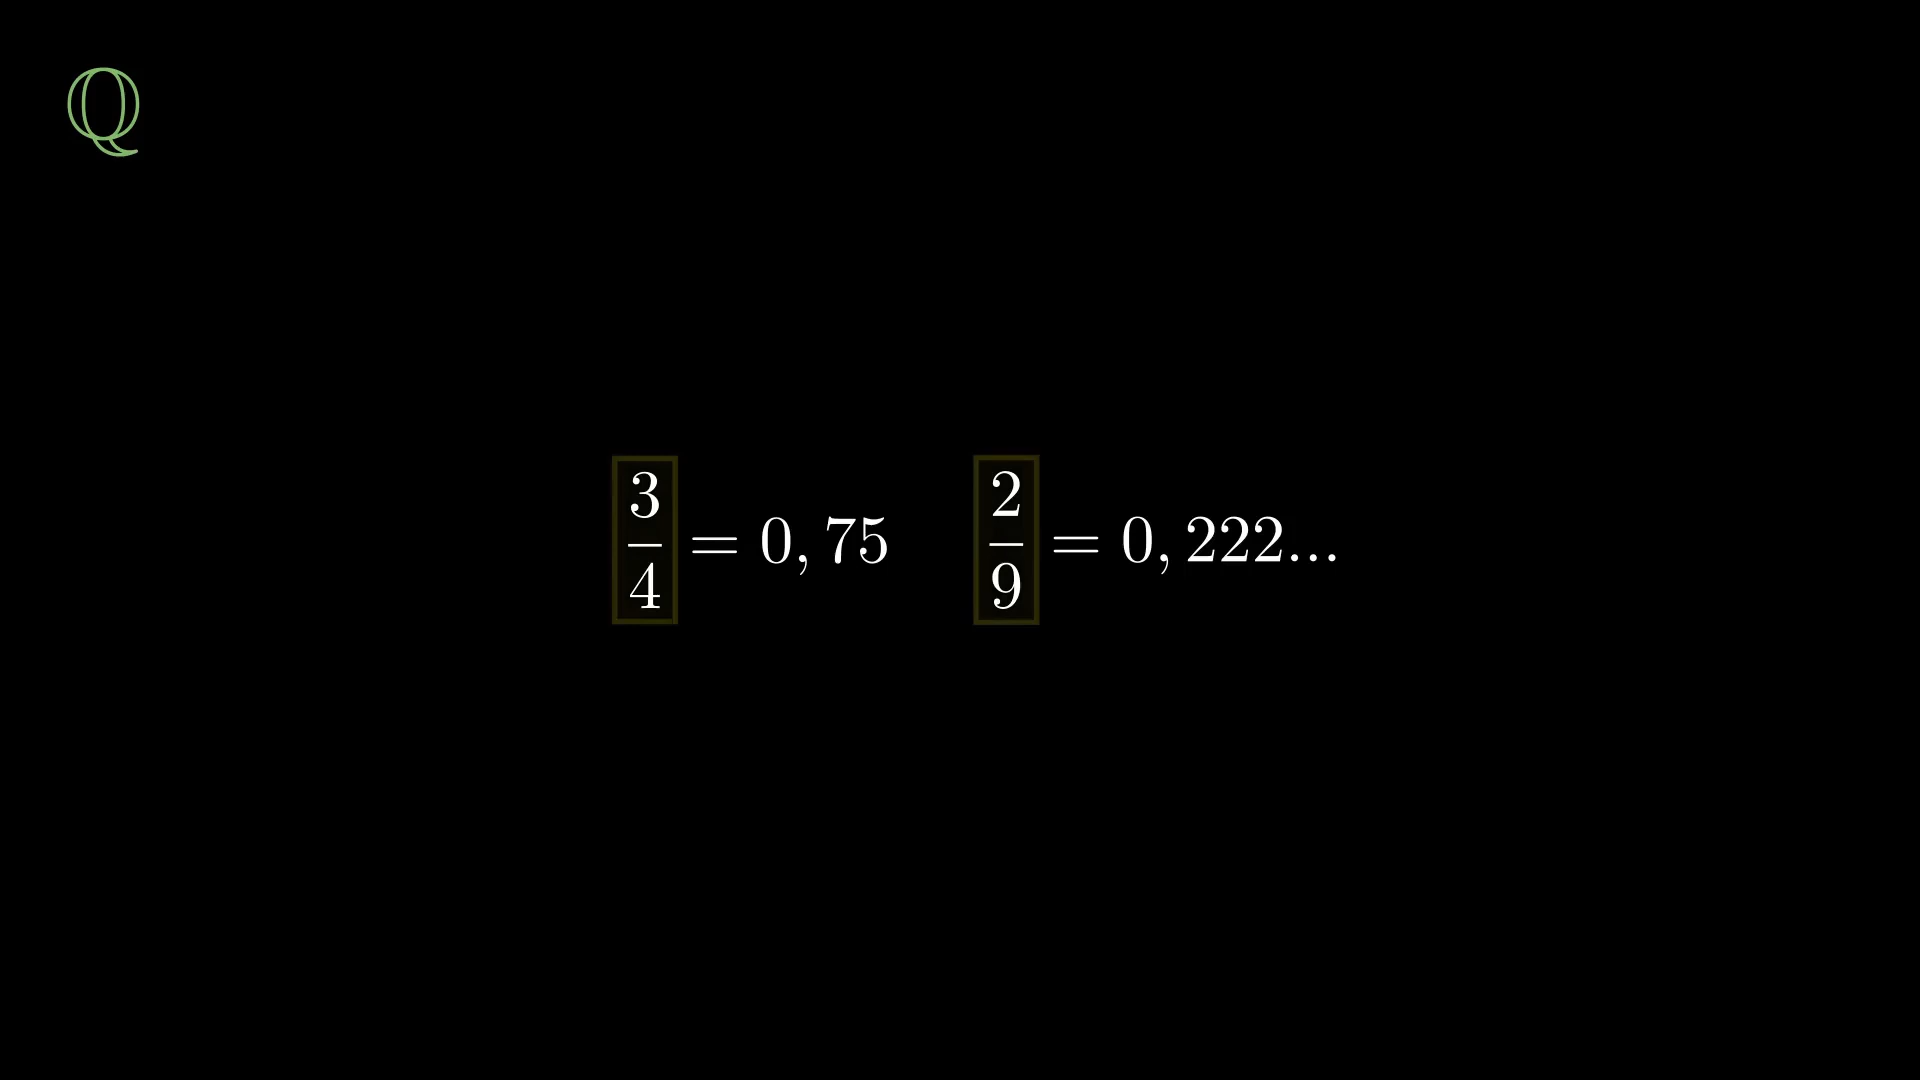 ℚ
3/4 = 0, 75   2/9 = 0, 222...